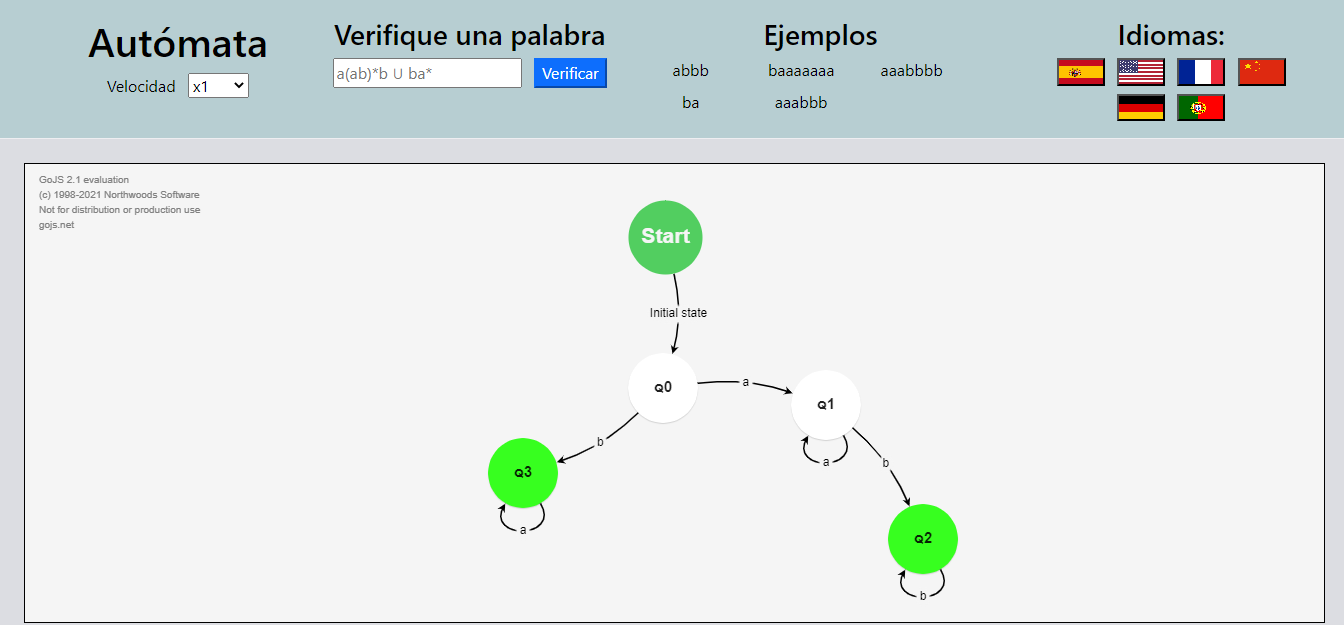 Autómata
Velocidad x1
Verifique una palabra
a(ab)*b U ba* Verificar
Ejemplos
abbb baaaaaaa aaabbbb
ba aaabbb
Idiomas:
GoJS 2.1 evaluation
(c) 1998-2021 Northwoods Software
Not for distribution or production use
gojs.net
Start
Initial state
Q0
a
Q1
a
b
b
Q3
a
Q2
b